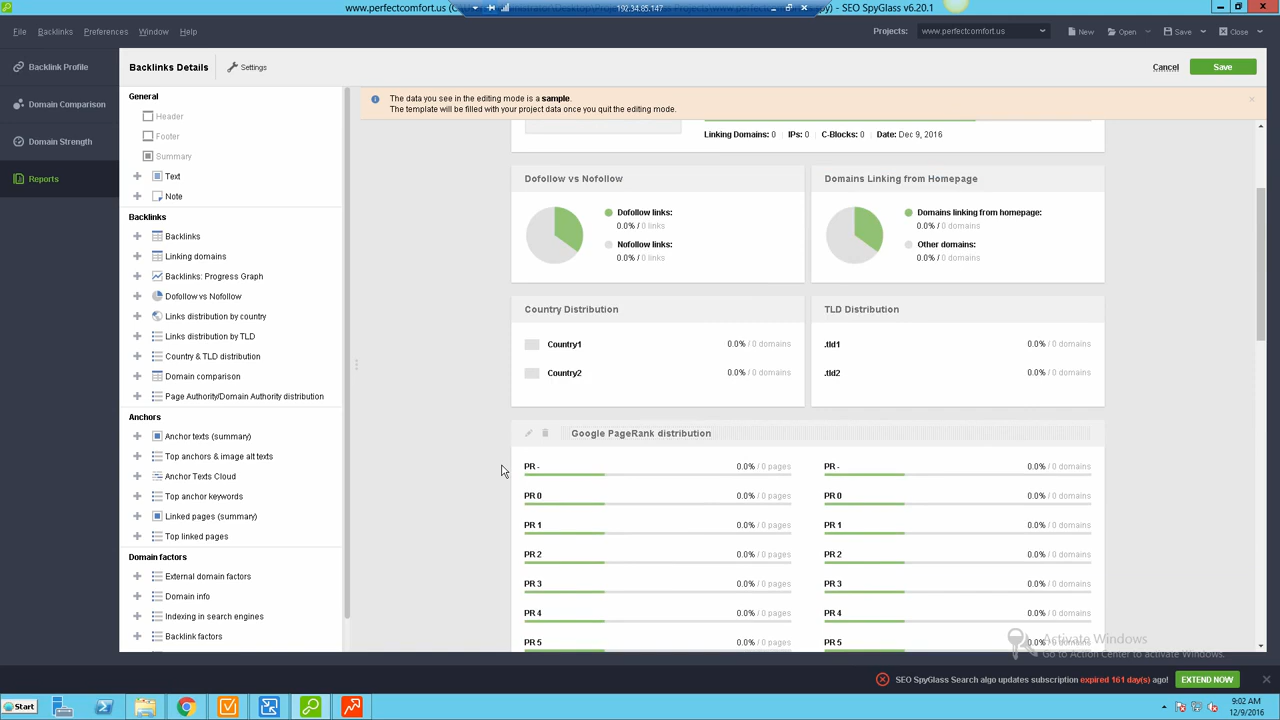 www.perfectcomfort.us
192.34.85.147
- SEO SpyGlass v6.20.1
File Backlinks Preferences Window Help
Projects: www.perfectcomfort.us New Open Save Close
Backlink Profile
Domain Comparison
Domain Strength
Reports
Backlinks Details Settings
Cancel Save
General
Header
Footer
Summary
Text
Note
Backlinks
Backlinks
Linking domains
Backlinks: Progress Graph
Dofollow vs Nofollow
Links distribution by country
Links distribution by TLD
Country & TLD distribution
Domain comparison
Page Authority/Domain Authority distribution
Anchors
Anchor texts (summary)
Top anchors & image alt texts
Anchor Texts Cloud
Top anchor keywords
Linked pages (summary)
Top linked pages
Domain factors
External domain factors
Domain info
Indexing in search engines
Backlink factors
The data you see in the editing mode is a sample.
The template will be filled with your project data once you quit the editing mode.
Linking Domains: 0 IPs: 0 C-Blocks: 0 Date: Dec 9, 2016
Dofollow vs Nofollow
Dofollow links:
0.0% / 0 links
Nofollow links:
0.0% / 0 links
Domains Linking from Homepage
Domains linking from homepage:
0.0% / 0 domains
Other domains:
0.0% / 0 domains
Country Distribution
Country1 0.0% / 0 domains
Country2 0.0% / 0 domains
TLD Distribution
.tld1 0.0% / 0 domains
.tld2 0.0% / 0 domains
Google PageRank distribution
PR - 0.0% / 0 pages PR - 0.0% / 0 domains
PR 0 0.0% / 0 pages PR 0 0.0% / 0 domains
PR 1 0.0% / 0 pages PR 1 0.0% / 0 domains
PR 2 0.0% / 0 pages PR 2 0.0% / 0 domains
PR 3 0.0% / 0 pages PR 3 0.0% / 0 domains
PR 4 0.0% / 0 pages PR 4 0.0% / 0 domains
PR 5 0.0% / 0 pages PR 5 0.0% / 0 domains
Activate Windows
Go to Action Center to activate Windows.
SEO SpyGlass Search algo updates subscription expired 161 day(s) ago! EXTEND NOW
Start
9:02 AM
12/9/2016